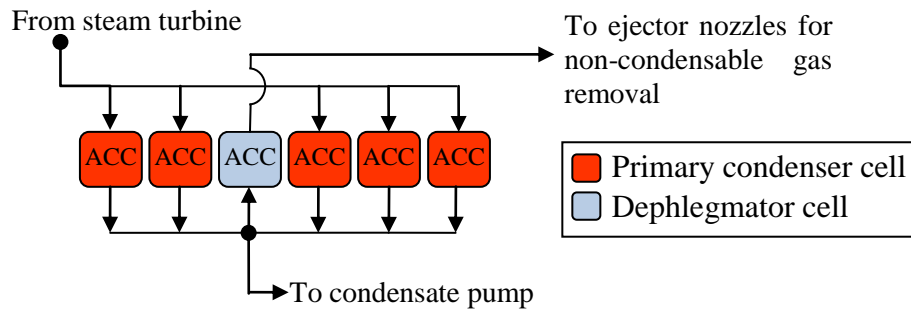 From steam turbine
To ejector nozzles for
non-condensable gas
removal
ACC ACC ACC ACC ACC ACC
Primary condenser cell
Dephlegmator cell
To condensate pump